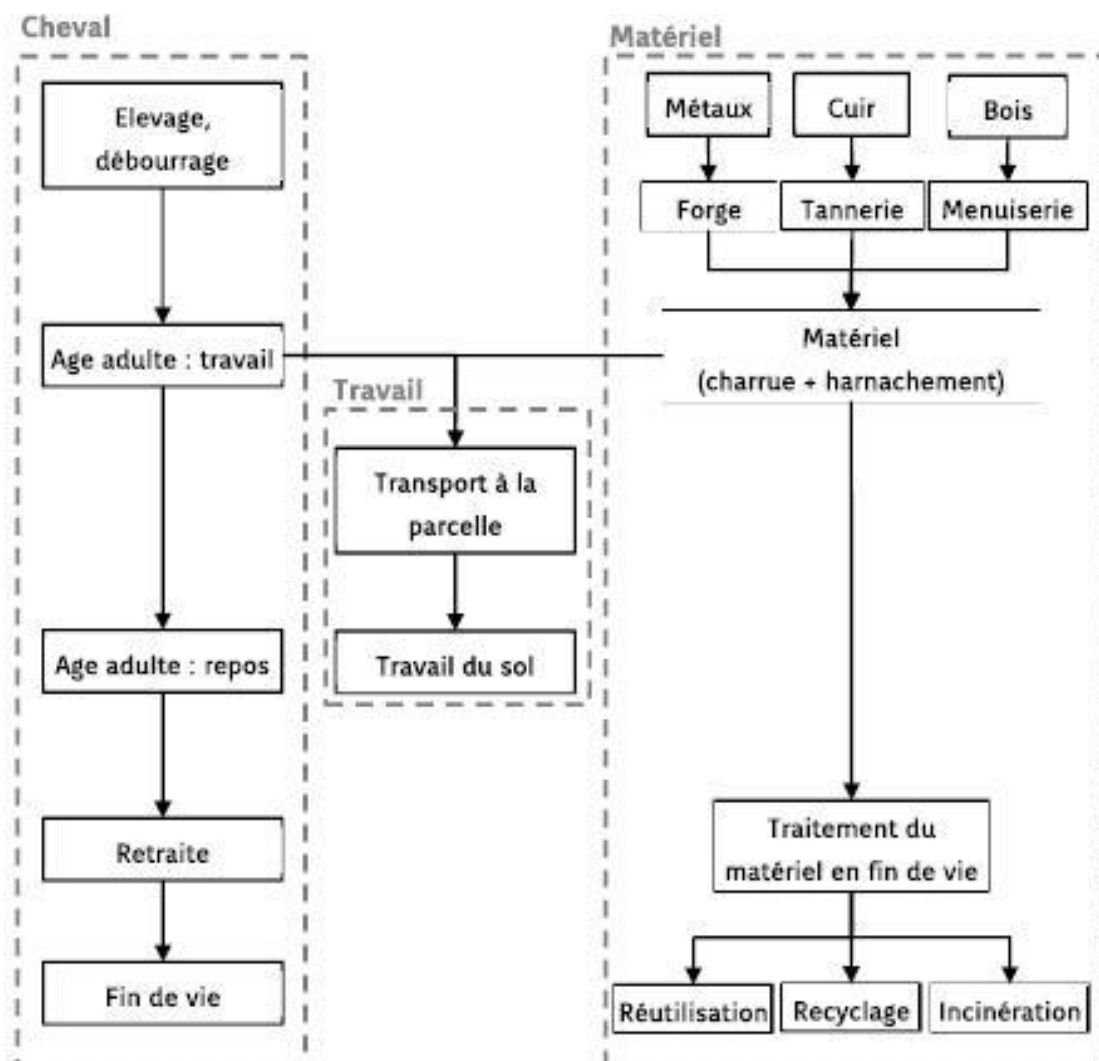 Cheval
Elevage,
débourrage
Age adulte : travail
Age adulte : repos
Retraite
Fin de vie
Travail
Transport à la
parcelle
Travail du sol
Matériel
Métaux
Cuir
Bois
Forge
Tannerie
Menuiserie
Matériel
(charrue + harnachement)
Traitement du
matériel en fin de vie
Réutilisation
Recyclage
Incinération